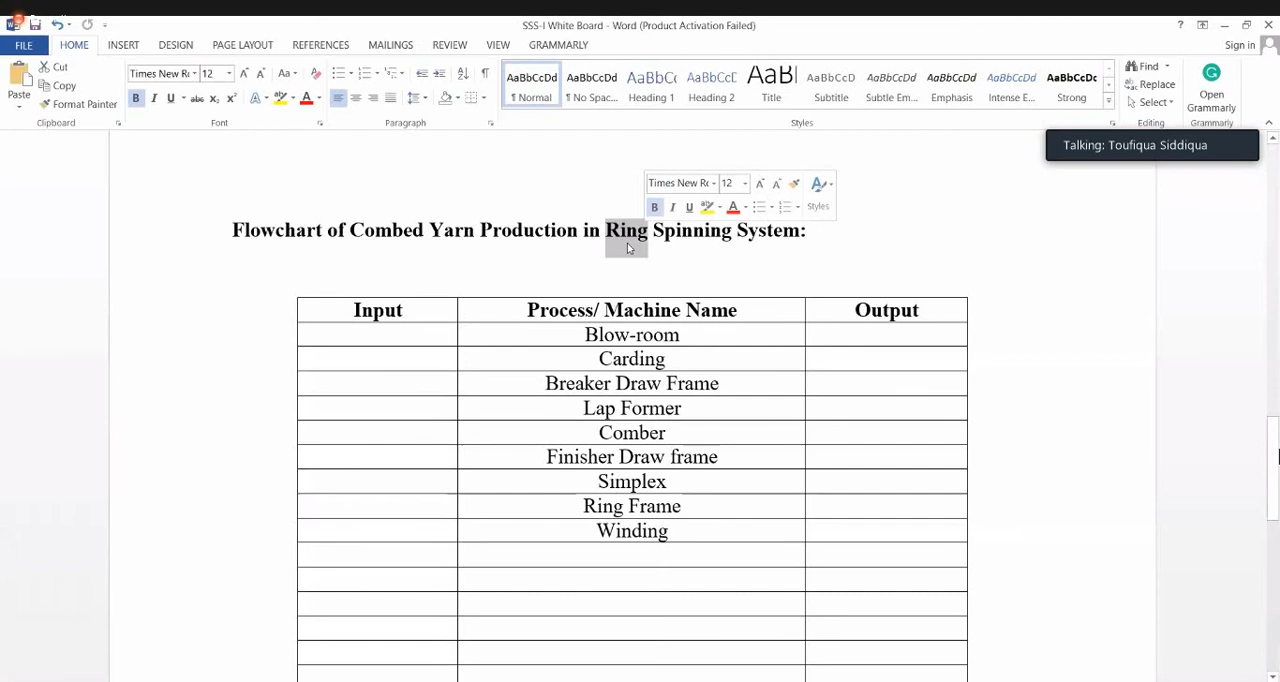 SSS-I White Board - Word (Product Activation Failed)
FILE HOME INSERT DESIGN PAGE LAYOUT REFERENCES MAILINGS REVIEW VIEW GRAMMARLY Sign in
Paste Cut Copy Format Painter
Times New Ro 12 Aa
AaBbCcDd AaBbCcDd AaBbCc AaBbCcD AaBl AaBbCcD AaBbCcDd AaBbCcDd AaBbCcDd AaBbCcDc
¶ Normal ¶ No Spac... Heading 1 Heading 2 Title Subtitle Subtle Em... Emphasis Intense E... Strong
Find Replace Select
Open Grammarly
Clipboard Font Paragraph Styles Editing Grammarly
Talking: Toufiqua Siddiqua
Times New Ro 12
B I U Styles
Flowchart of Combed Yarn Production in Ring Spinning System:
Input Process/ Machine Name Output
Blow-room
Carding
Breaker Draw Frame
Lap Former
Comber
Finisher Draw frame
Simplex
Ring Frame
Winding